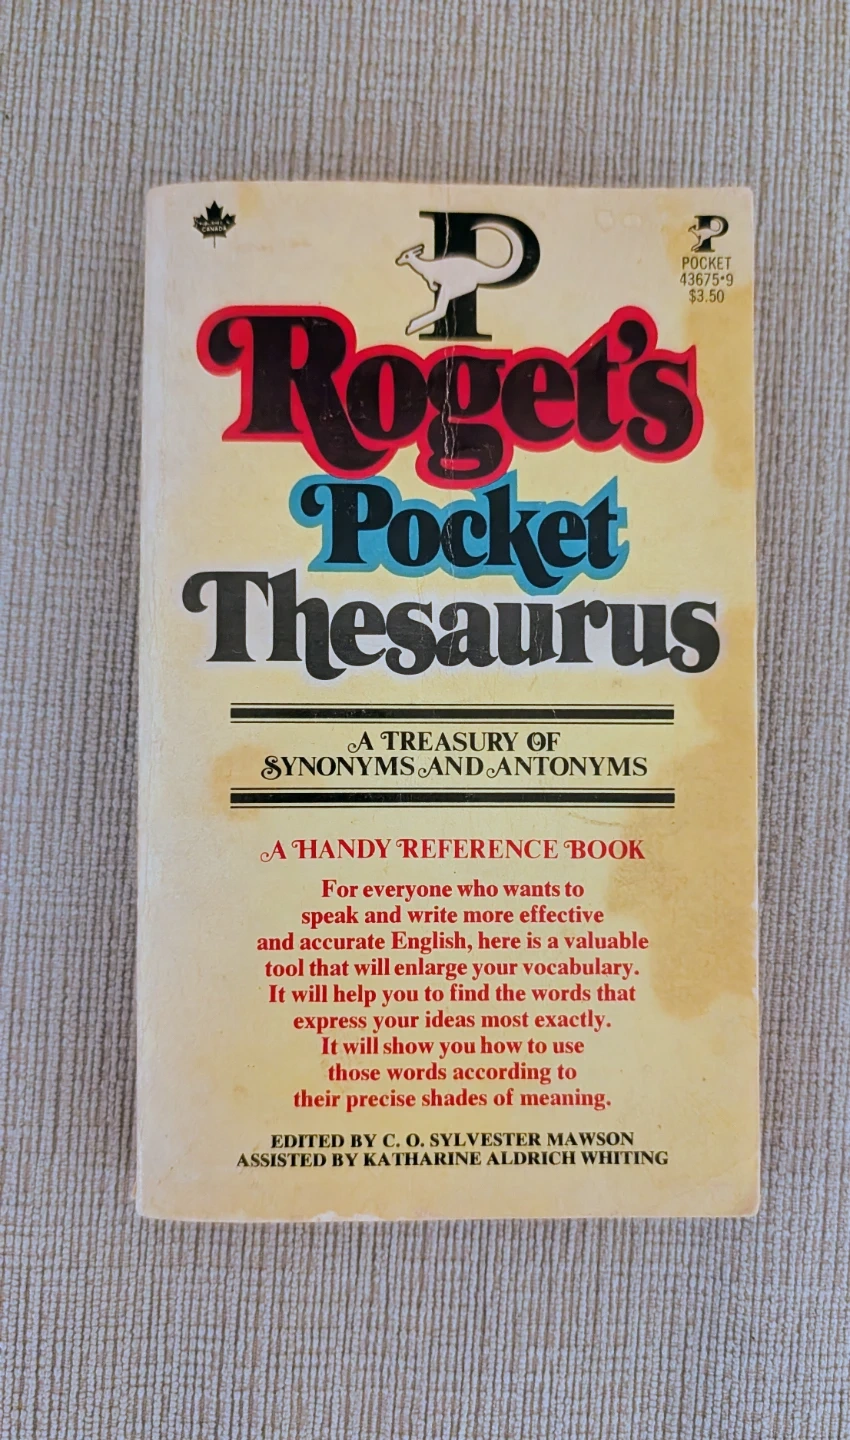 CANADA
P
P
POCKET
43675•9
$3.50
Roget's
Pocket
Thesaurus
A TREASURY OF
SYNONYMS AND ANTONYMS
A HANDY REFERENCE BOOK
For everyone who wants to
speak and write more effective
and accurate English, here is a valuable
tool that will enlarge your vocabulary.
It will help you to find the words that
express your ideas most exactly.
It will show you how to use
those words according to
their precise shades of meaning.
EDITED BY C. O. SYLVESTER MAWSON
ASSISTED BY KATHARINE ALDRICH WHITING